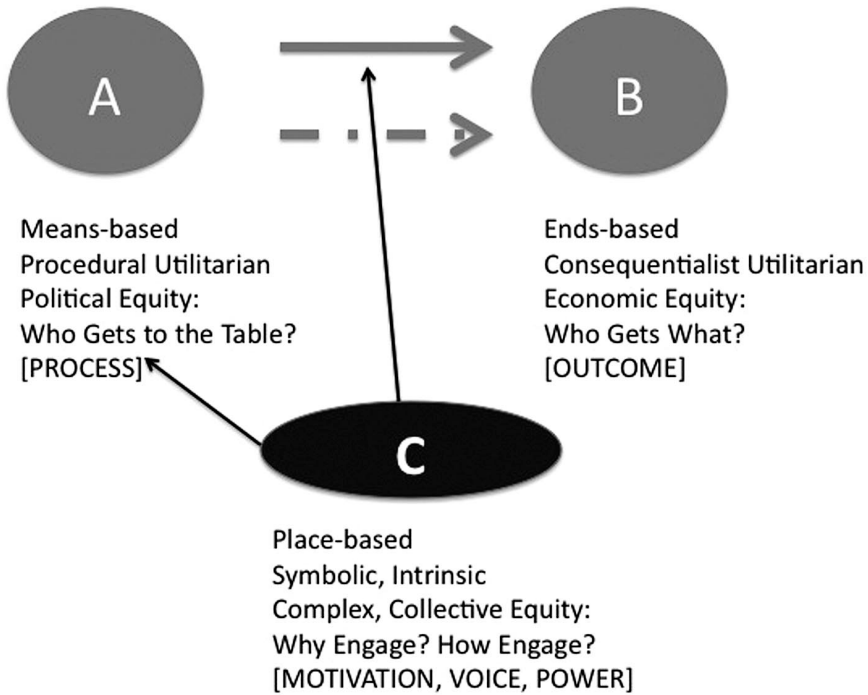 A
B
Means-based
Procedural Utilitarian
Political Equity:
Who Gets to the Table?
[PROCESS]
Ends-based
Consequentialist Utilitarian
Economic Equity:
Who Gets What?
[OUTCOME]
C
Place-based
Symbolic, Intrinsic
Complex, Collective Equity:
Why Engage? How Engage?
[MOTIVATION, VOICE, POWER]